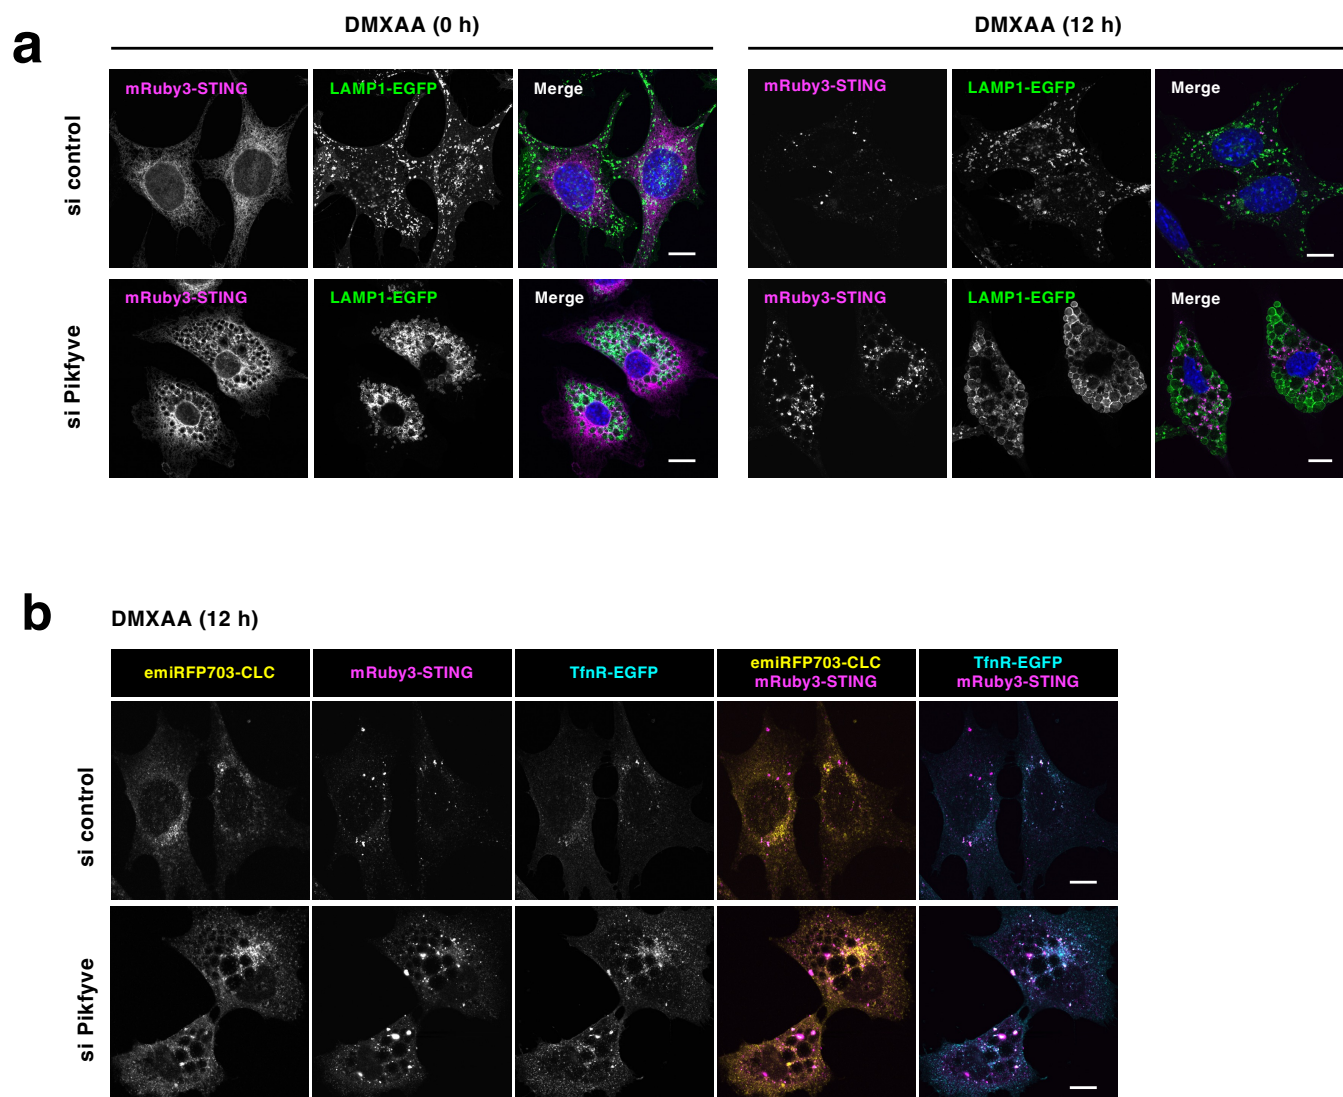 a
DMXAA (0 h)
DMXAA (12 h)
si control
mRuby3-STING
LAMP1-EGFP
Merge
mRuby3-STING
LAMP1-EGFP
Merge
si Pikfyve
mRuby3-STING
LAMP1-EGFP
Merge
mRuby3-STING
LAMP1-EGFP
Merge
b
DMXAA (12 h)
emiRFP703-CLC
mRuby3-STING
TfnR-EGFP
emiRFP703-CLC
mRuby3-STING
TfnR-EGFP
mRuby3-STING
si control
si Pikfyve